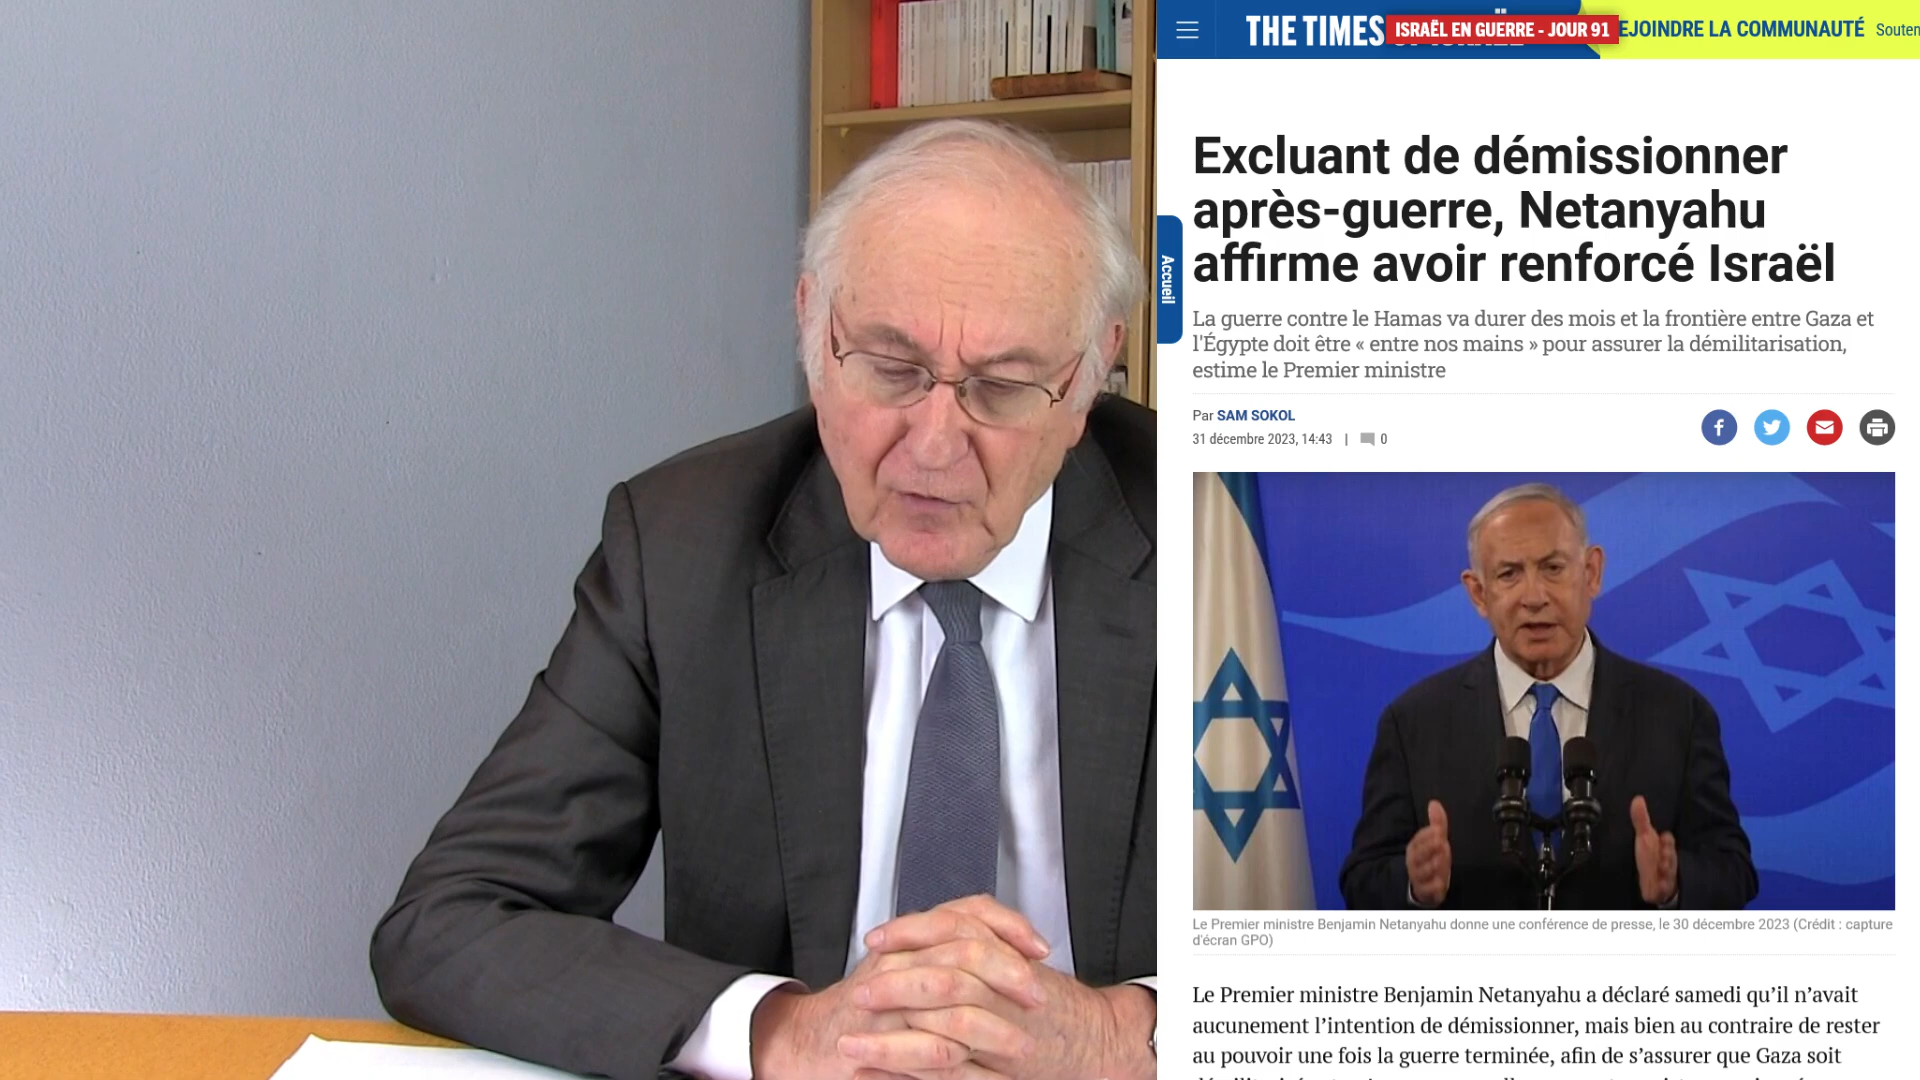 THE TIMES
ISRAËL EN GUERRE - JOUR 91
EJOINDRE LA COMMUNAUTÉ
Excluant de démissionner
après-guerre, Netanyahu
affirme avoir renforcé Israël
Accueil
La guerre contre le Hamas va durer des mois et la frontière entre Gaza et
l'Égypte doit être « entre nos mains » pour assurer la démilitarisation,
estime le Premier ministre
Par SAM SOKOL
31 décembre 2023, 14:43 | 0
Le Premier ministre Benjamin Netanyahu donne une conférence de presse, le 30 décembre 2023 (Crédit : capture
d'écran GPO)
Le Premier ministre Benjamin Netanyahu a déclaré samedi qu’il n’avait
aucunement l’intention de démissionner, mais bien au contraire de rester
au pouvoir une fois la guerre terminée, afin de s’assurer que Gaza soit